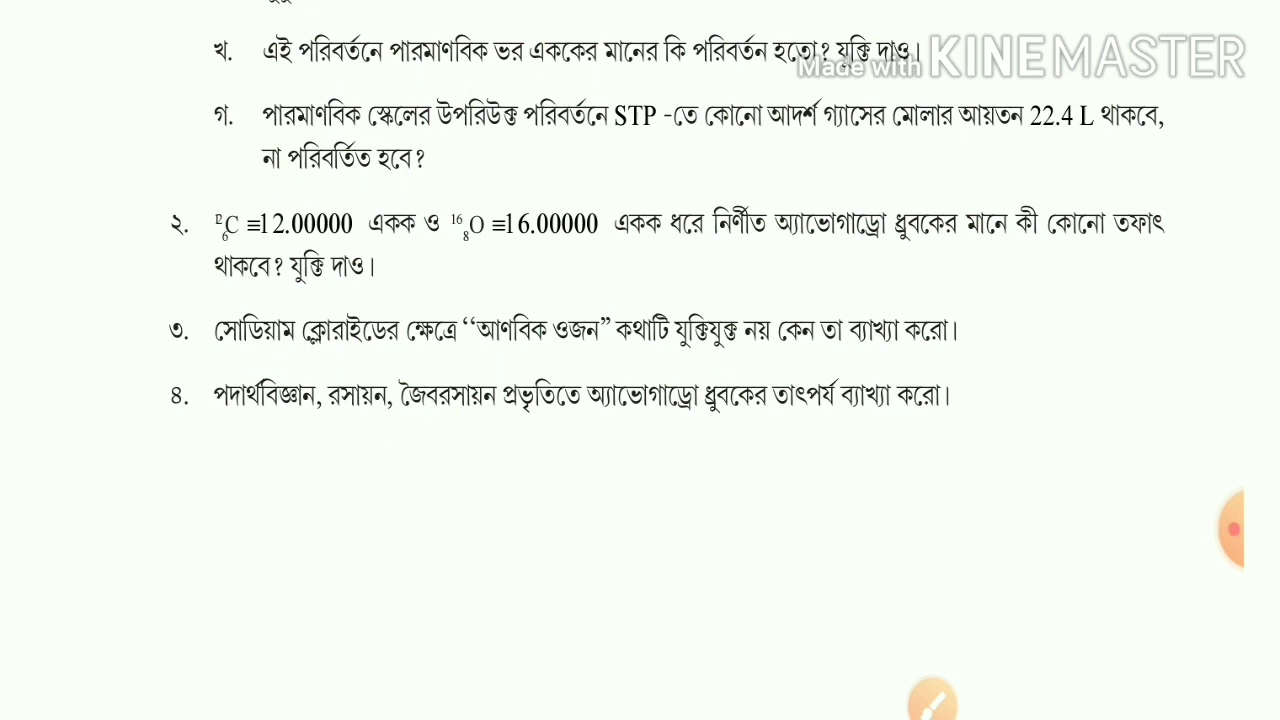 খ. এই পরিবর্তনে পারমাণবিক ভর এককের মানের কি পরিবর্তন হতো? যুক্তি দাও।
Made with KINEMASTER
গ. পারমাণবিক স্কেলের উপরিউক্ত পরিবর্তনে STP -তে কোনো আদর্শ গ্যাসের মোলার আয়তন 22.4 L থাকবে,
না পরিবর্তিত হবে?
২. ¹²₆C ≡12.00000 একক ও ¹⁶₈O ≡16.00000 একক ধরে নির্ণীত অ্যাভোগাড্রো ধ্রুবকের মানে কী কোনো তফাৎ
থাকবে? যুক্তি দাও।
৩. সোডিয়াম ক্লোরাইডের ক্ষেত্রে ‘‘আণবিক ওজন” কথাটি যুক্তিযুক্ত নয় কেন তা ব্যাখ্যা করো।
৪. পদার্থবিজ্ঞান, রসায়ন, জৈবরসায়ন প্রভৃতিতে অ্যাভোগাড্রো ধ্রুবকের তাৎপর্য ব্যাখ্যা করো।